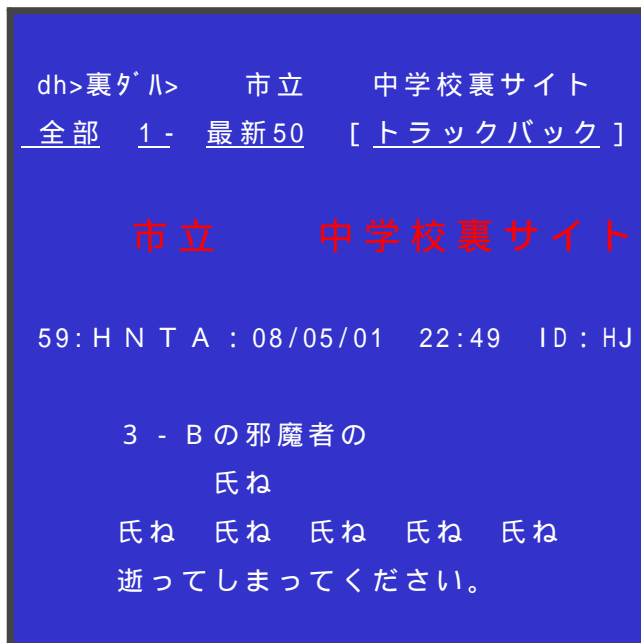 dh>裏ダル>　市立　中学校裏サイト
全部　1-　最新50　[トラックバック]
市立　　中学校裏サイト
59:ＨＮＴＡ：08/05/01　22:49　ID：HJ
３‐Ｂの邪魔者の
氏ね
氏ね　氏ね　氏ね　氏ね　氏ね
逝ってしまってください。